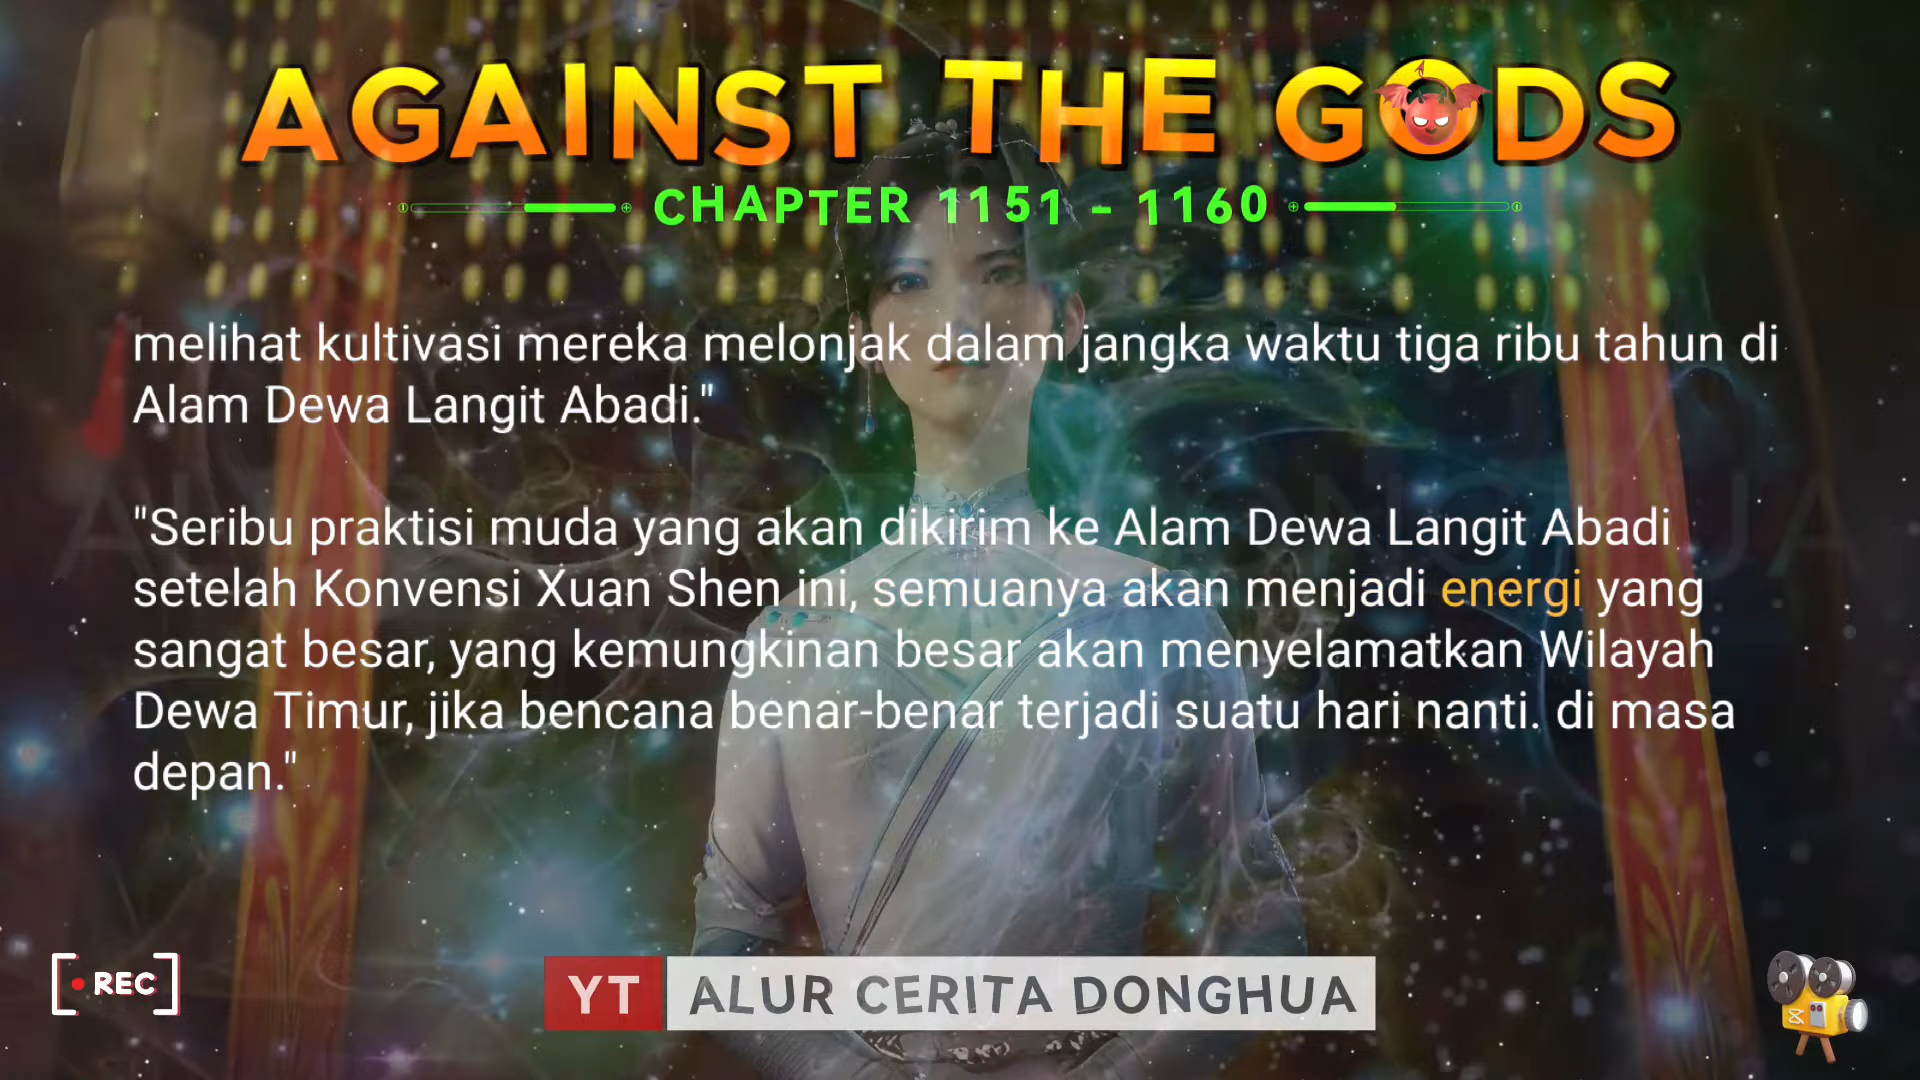 AGAINST THE GODS
CHAPTER 1151 - 1160
melihat kultivasi mereka melonjak dalam jangka waktu tiga ribu tahun di
Alam Dewa Langit Abadi."
"Seribu praktisi muda yang akan dikirim ke Alam Dewa Langit Abadi
setelah Konvensi Xuan Shen ini, semuanya akan menjadi energi yang
sangat besar, yang kemungkinan besar akan menyelamatkan Wilayah
Dewa Timur, jika bencana benar-benar terjadi suatu hari nanti. di masa
depan."
REC
YT ALUR CERITA DONGHUA